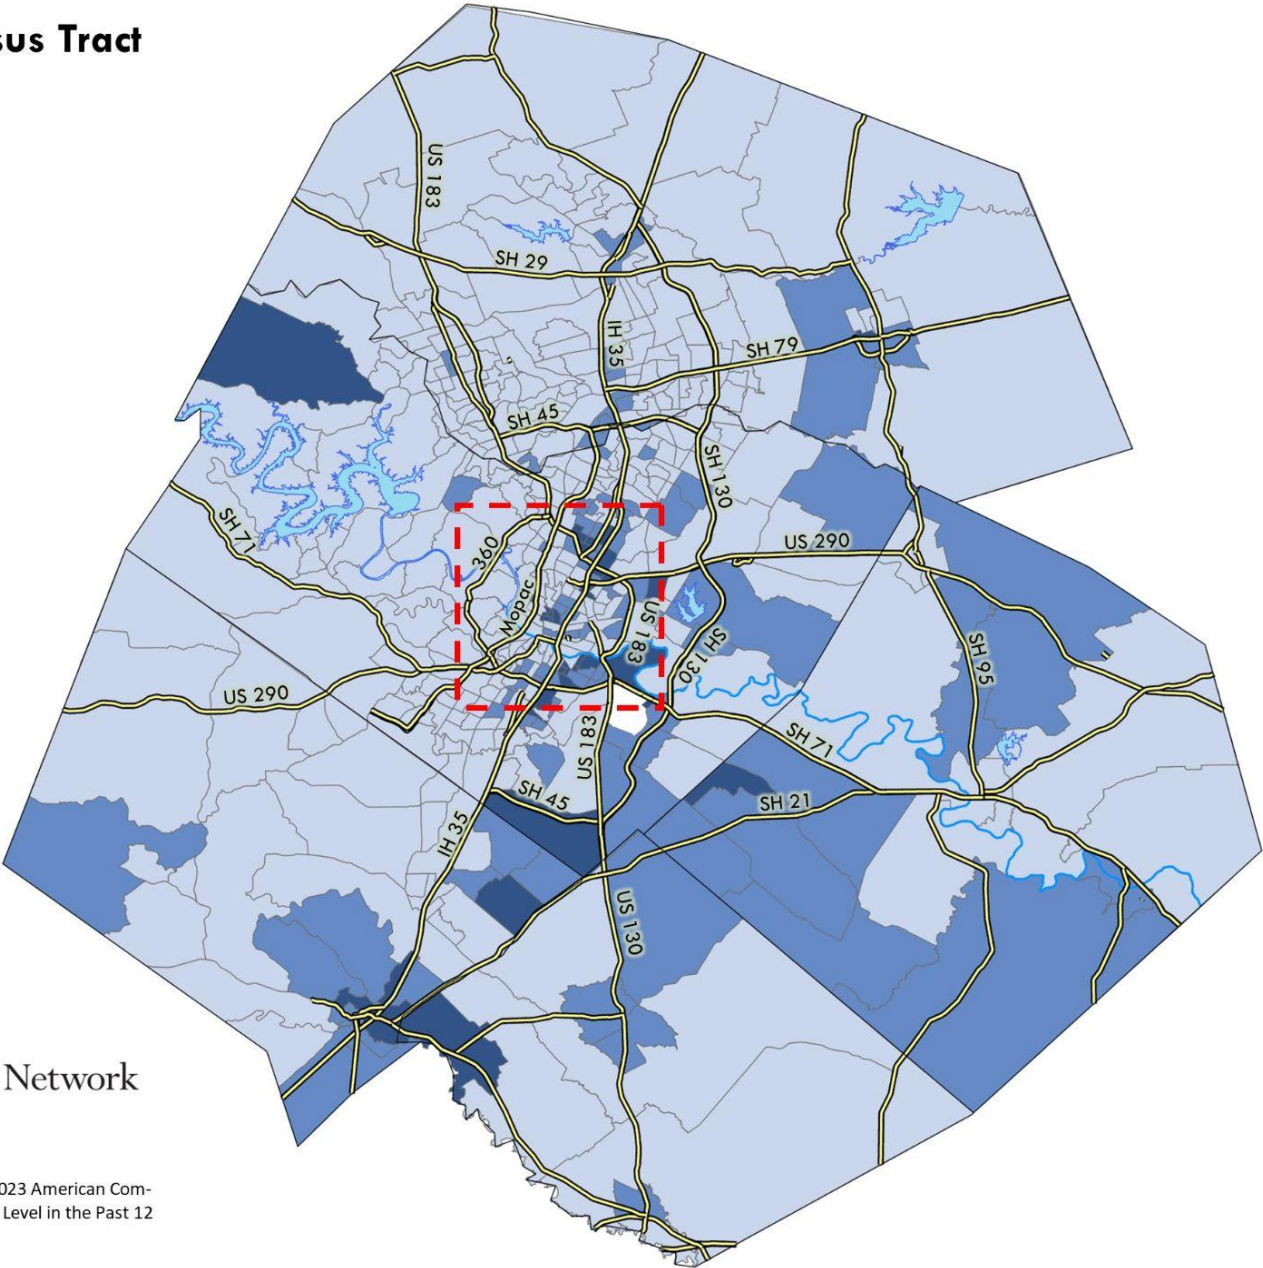 sus Tract
US 183
SH 29
IH 35
SH 79
SH 45
SH 130
SH 71
360
US 290
Mopac
US 183
SH 130
SH 95
US 290
US 183
SH 71
SH 45
SH 21
IH 35
US 130
Network
023 American Com-
Level in the Past 12